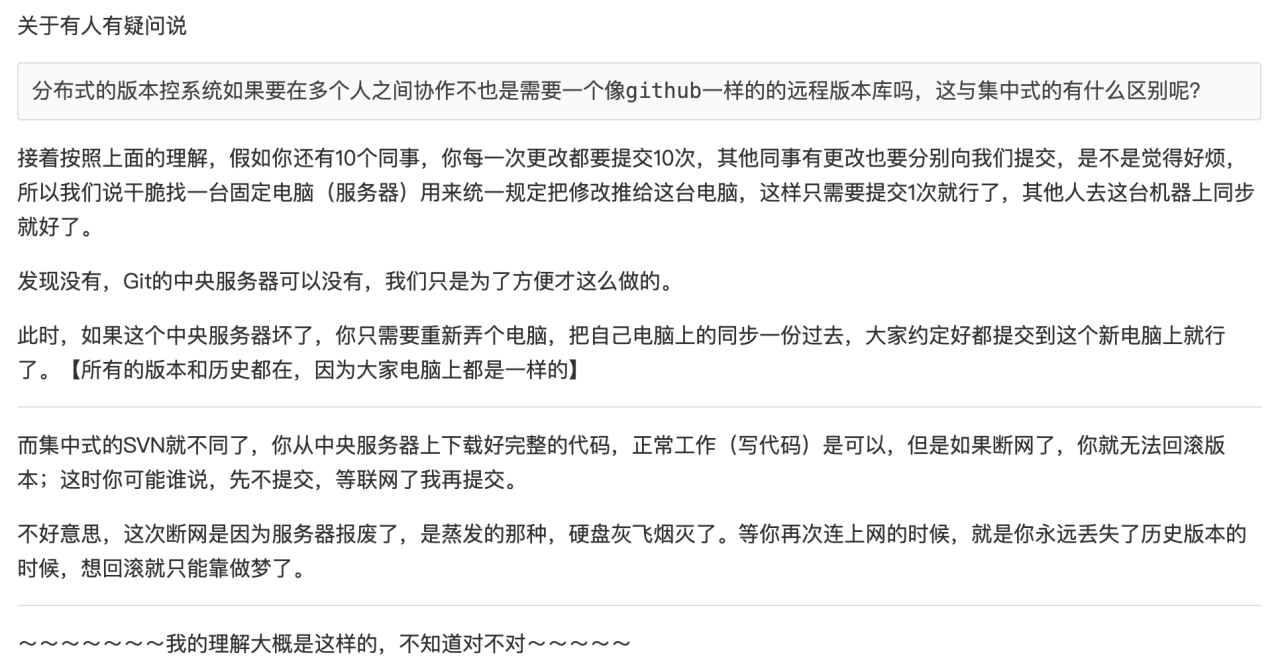 关于有人有疑问说
分布式的版本控系统如果要在多个人之间协作不也是需要一个像github一样的的远程版本库吗，这与集中式的有什么区别呢?
接着按照上面的理解，假如你还有10个同事，你每一次更改都要提交10次，其他同事有更改也要分别向我们提交，是不是觉得好烦，
所以我们说干脆找一台固定电脑（服务器）用来统一规定把修改推给这台电脑，这样只需要提交1次就行了，其他人去这台机器上同步
就好了。
发现没有，Git的中央服务器可以没有，我们只是为了方便才这么做的。
此时，如果这个中央服务器坏了，你只需要重新弄个电脑，把自己电脑上的同步一份过去，大家约定好都提交到这个新电脑上就行
了。【所有的版本和历史都在，因为大家电脑上都是一样的】
而集中式的SVN就不同了，你从中央服务器上下载好完整的代码，正常工作（写代码）是可以，但是如果断网了，你就无法回滚版
本；这时你可能谁说，先不提交，等联网了我再提交。
不好意思，这次断网是因为服务器报废了，是蒸发的那种，硬盘灰飞烟灭了。等你再次连上网的时候，就是你永远丢失了历史版本的
时候，想回滚就只能靠做梦了。
～～～～～～～我的理解大概是这样的，不知道对不对～～～～～